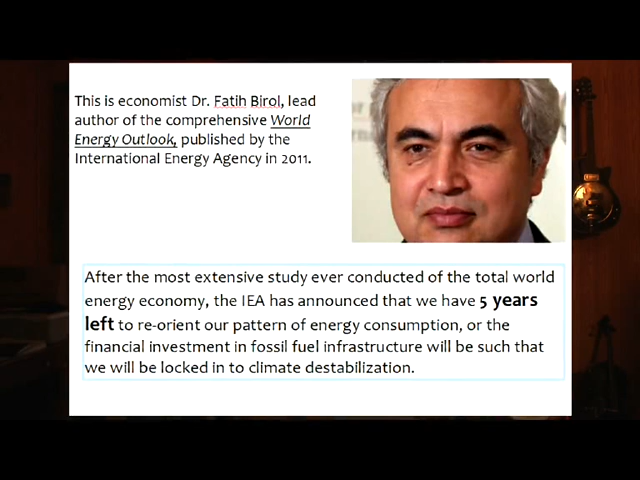 This is economist Dr. Fatih Birol, lead
author of the comprehensive World
Energy Outlook, published by the
International Energy Agency in 2011.
After the most extensive study ever conducted of the total world
energy economy, the IEA has announced that we have 5 years
left to re-orient our pattern of energy consumption, or the
financial investment in fossil fuel infrastructure will be such that
we will be locked in to climate destabilization.